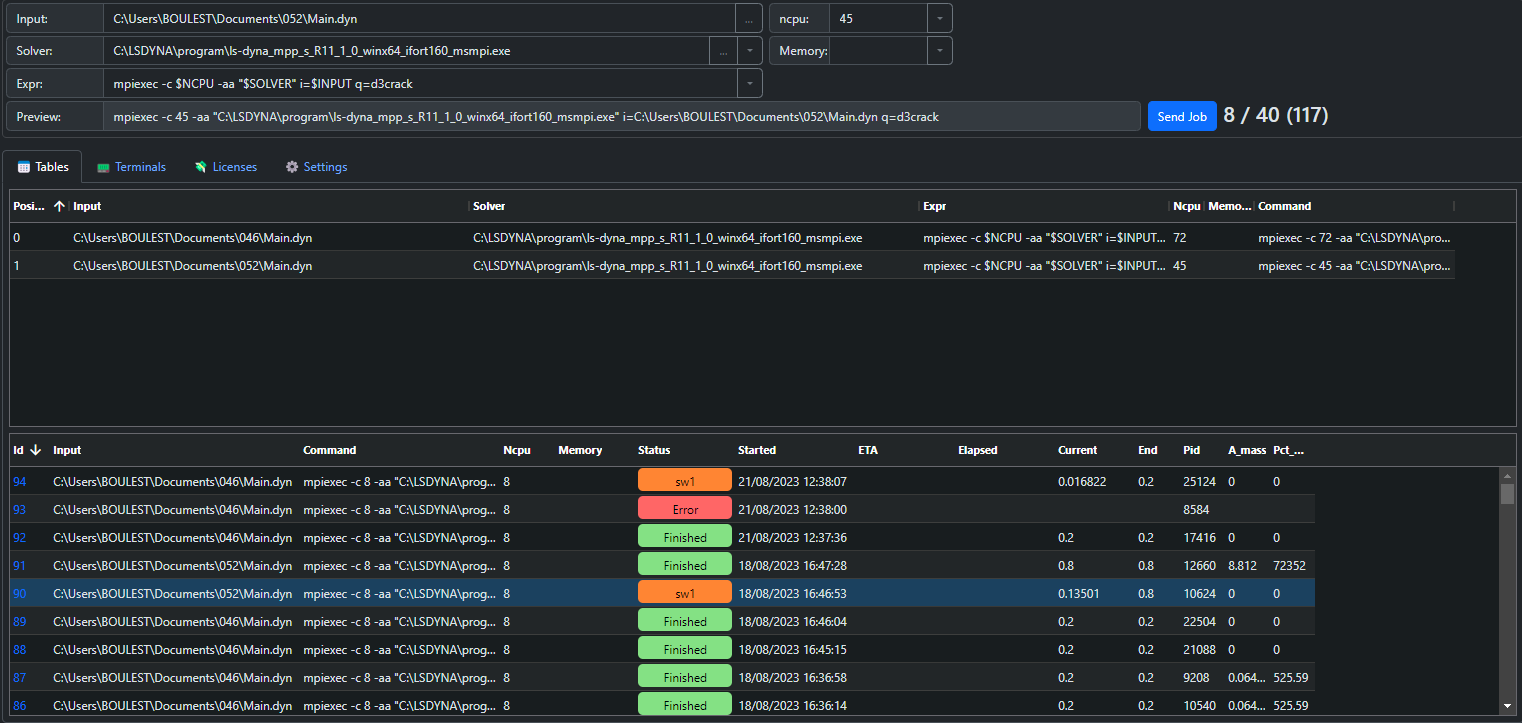 Input: C:\Users\BOULEST\Documents\052\Main.dyn ... ncpu: 45
Solver: C:\LSDYNA\program\ls-dyna_mpp_s_R11_1_0_winx64_ifort160_msmpi.exe ... Memory:
Expr: mpiexec -c $NCPU -aa "$SOLVER" i=$INPUT q=d3crack
Preview: mpiexec -c 45 -aa "C:\LSDYNA\program\ls-dyna_mpp_s_R11_1_0_winx64_ifort160_msmpi.exe" i=C:\Users\BOULEST\Documents\052\Main.dyn q=d3crack Send Job 8 / 40 (117)
Tables Terminals Licenses Settings
Posi... Input Solver Expr Ncpu Memo... Command
0 C:\Users\BOULEST\Documents\046\Main.dyn C:\LSDYNA\program\ls-dyna_mpp_s_R11_1_0_winx64_ifort160_msmpi.exe mpiexec -c $NCPU -aa "$SOLVER" i=$INPUT... 72 mpiexec -c 72 -aa "C:\LSDYNA\pro...
1 C:\Users\BOULEST\Documents\052\Main.dyn C:\LSDYNA\program\ls-dyna_mpp_s_R11_1_0_winx64_ifort160_msmpi.exe mpiexec -c $NCPU -aa "$SOLVER" i=$INPUT... 45 mpiexec -c 45 -aa "C:\LSDYNA\pro...
Id Input Command Ncpu Memory Status Started ETA Elapsed Current End Pid A_mass Pct_...
94 C:\Users\BOULEST\Documents\046\Main.dyn mpiexec -c 8 -aa "C:\LSDYNA\prog... 8 sw1 21/08/2023 12:38:07 0.016822 0.2 25124 0 0
93 C:\Users\BOULEST\Documents\046\Main.dyn mpiexec -c 8 -aa "C:\LSDYNA\prog... 8 Error 21/08/2023 12:38:00 8584
92 C:\Users\BOULEST\Documents\046\Main.dyn mpiexec -c 8 -aa "C:\LSDYNA\prog... 8 Finished 21/08/2023 12:37:36 0.2 0.2 17416 0 0
91 C:\Users\BOULEST\Documents\052\Main.dyn mpiexec -c 8 -aa "C:\LSDYNA\prog... 8 Finished 18/08/2023 16:47:28 0.8 0.8 12660 8.812 72352
90 C:\Users\BOULEST\Documents\052\Main.dyn mpiexec -c 8 -aa "C:\LSDYNA\prog... 8 sw1 18/08/2023 16:46:53 0.13501 0.8 10624 0 0
89 C:\Users\BOULEST\Documents\046\Main.dyn mpiexec -c 8 -aa "C:\LSDYNA\prog... 8 Finished 18/08/2023 16:46:04 0.2 0.2 22504 0 0
88 C:\Users\BOULEST\Documents\046\Main.dyn mpiexec -c 8 -aa "C:\LSDYNA\prog... 8 Finished 18/08/2023 16:45:15 0.2 0.2 21088 0 0
87 C:\Users\BOULEST\Documents\046\Main.dyn mpiexec -c 8 -aa "C:\LSDYNA\prog... 8 Finished 18/08/2023 16:36:58 0.2 0.2 9208 0.064... 525.59
86 C:\Users\BOULEST\Documents\046\Main.dyn mpiexec -c 8 -aa "C:\LSDYNA\prog... 8 Finished 18/08/2023 16:36:14 0.2 0.2 10540 0.064... 525.59